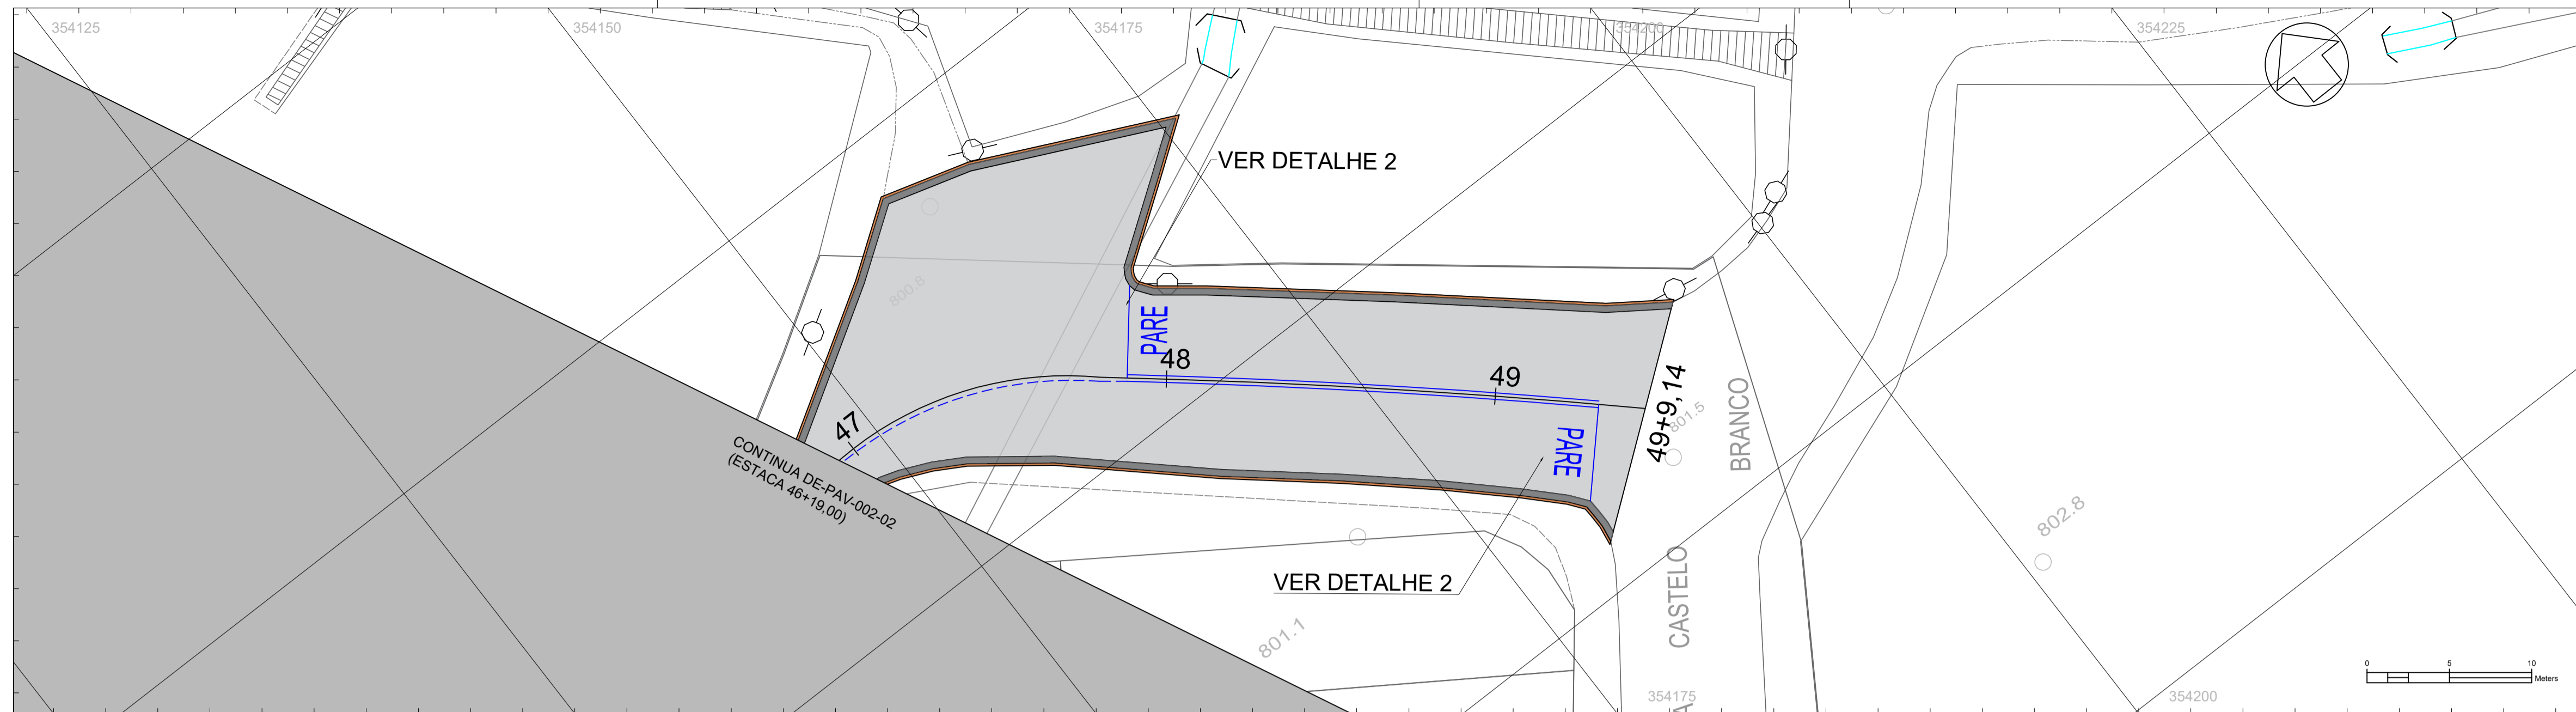 354125
354150
354175
354200
354225
VER DETALHE 2
800.8
PARE
48
49
47
49+9,14
801.5
BRANCO
PARE
CONTINUA DE-PAV-002-02
(ESTACA 46+19,00)
802.8
VER DETALHE 2
CASTELO
801.1
0 5 10
Meters
354175
354200